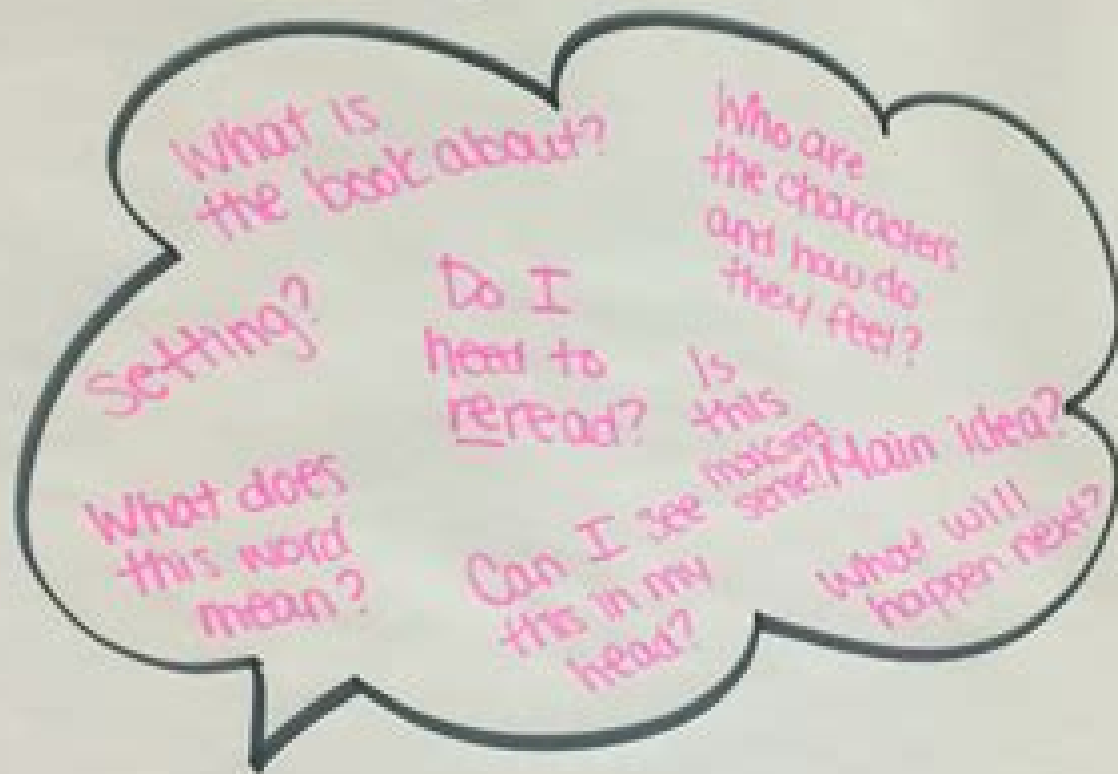 What is
the book about?
Who are
the characters
and how do
they feel?
Setting?
Do I
need to
reread?
Is
this
making
sense?
Main idea?
What does
this word
mean?
Can I see
this in my
head?
What will
happen next?